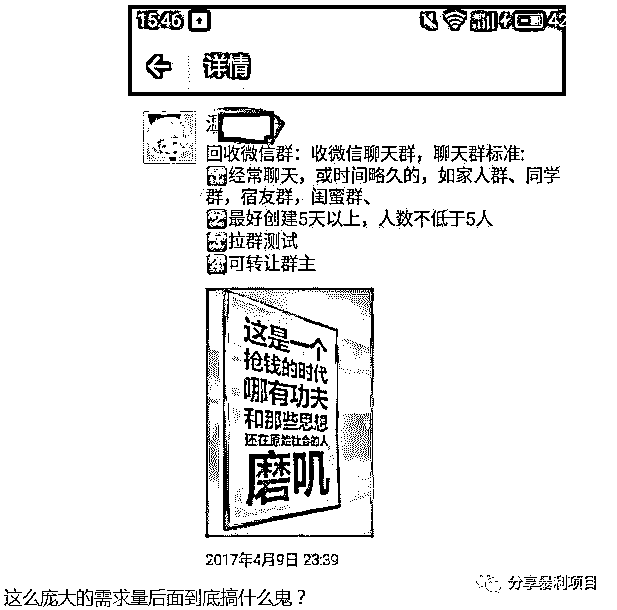 15:46
详情
回收微信群：收微信聊天群，聊天群标准:
经常聊天，或时间略久的，如家人群、同学
群，宿友群，闺蜜群、
最好创建5天以上，人数不低于5人
拉群测试
可转让群主
这是一个
抢钱的时代
哪有功夫
和那些思想
还在原始社会的人
磨叽
2017年4月9日 23:39
分享暴利项目
这么庞大的需求量后面到底搞什么鬼？